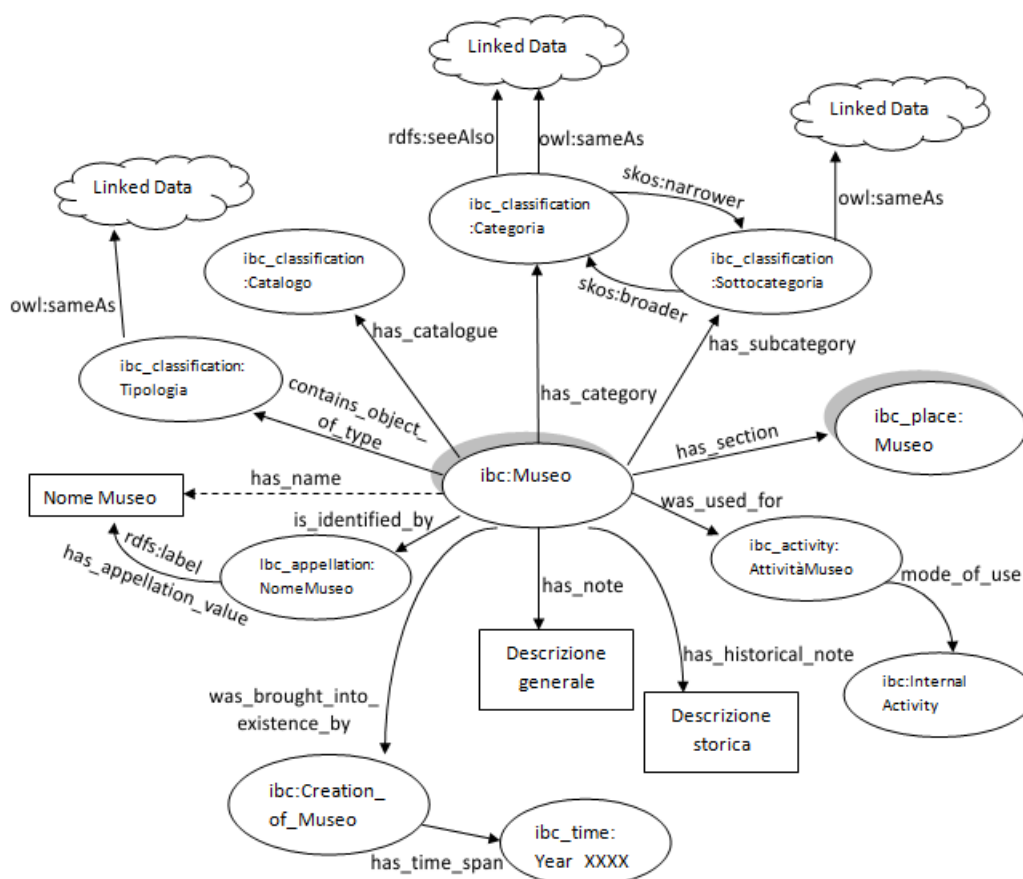 Linked Data
Linked Data
Linked Data
rdfs:seeAlso
owl:sameAs
skos:narrower
owl:sameAs
ibc_classification
:Categoria
ibc_classification
:Catalogo
ibc_classification
:Sottocategoria
skos:broader
owl:sameAs
has_catalogue
has_subcategory
ibc_classification:
Tipologia
contains_object_
of_type
has_category
ibc_place:
Museo
has_section
ibc:Museo
has_name
Nome Museo
was_used_for
is_identified_by
rdfs:label
has_appellation_value
Ibc_appellation:
NomeMuseo
ibc_activity:
AttivitàMuseo
mode_of_use
has_note
has_historical_note
Descrizione
generale
ibc:Internal
Activity
was_brought_into_
existence_by
Descrizione
storica
ibc:Creation_
of_Museo
has_time_span
ibc_time:
Year_XXXX